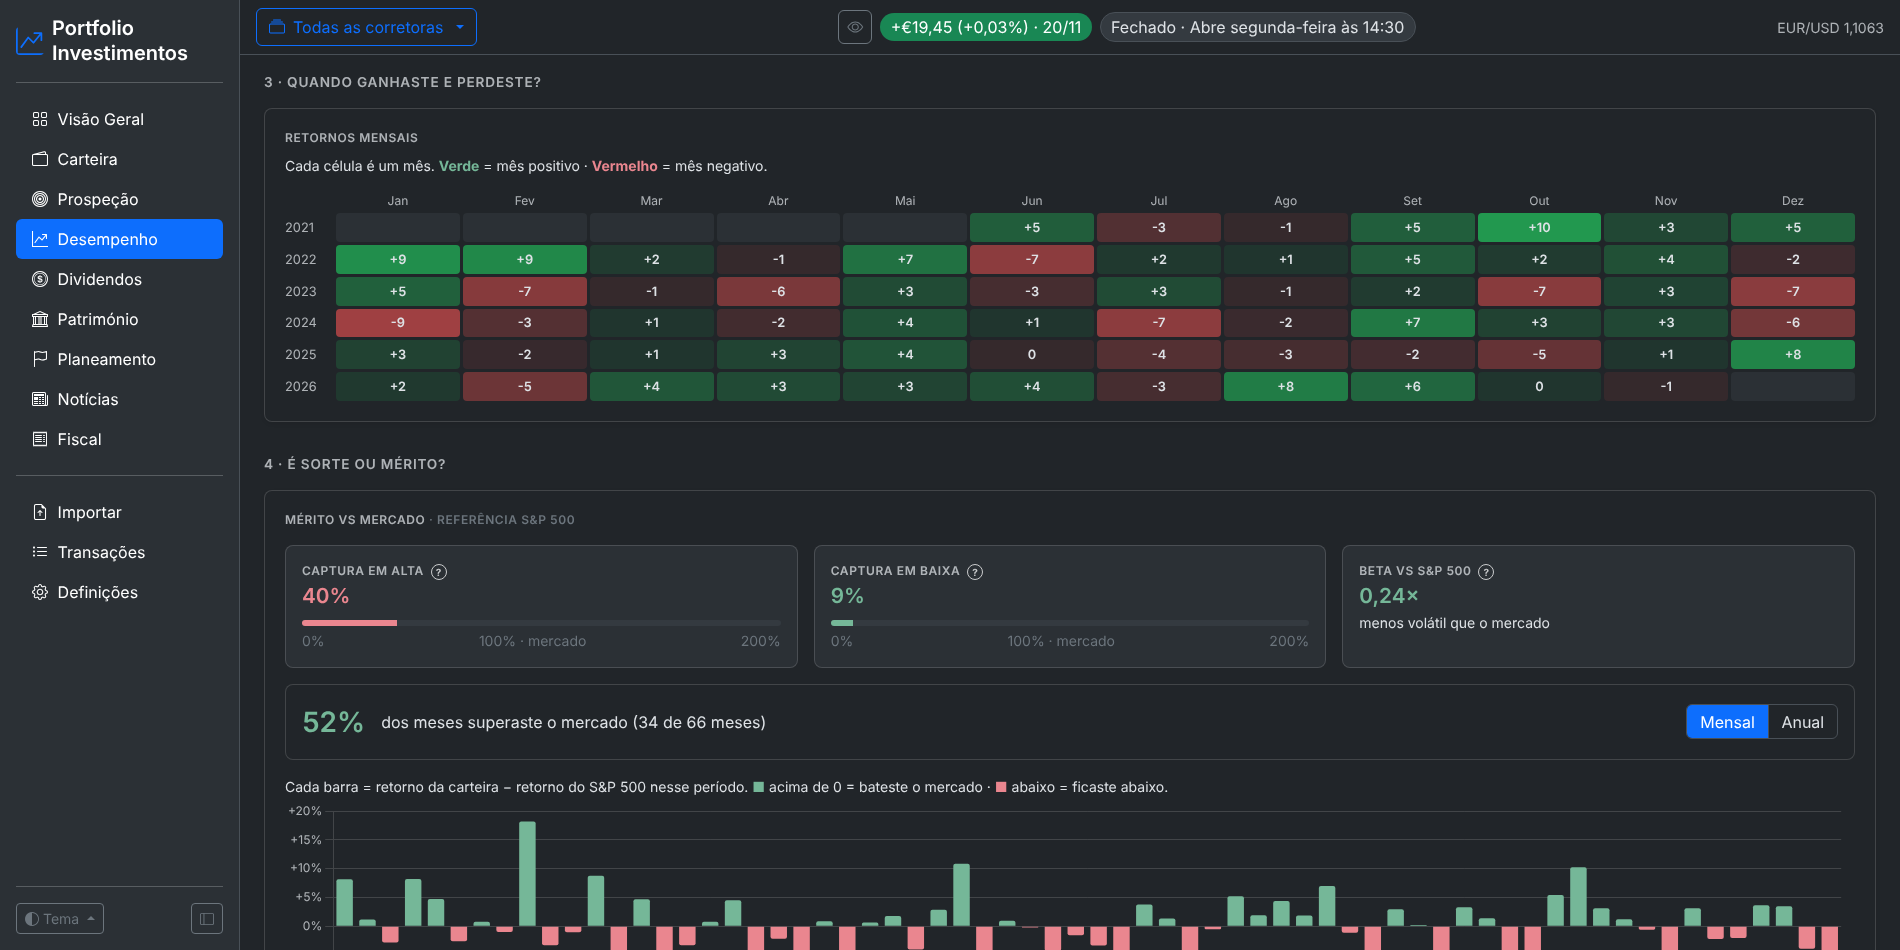 Portfolio
Investimentos
Visão Geral
Carteira
Prospeção
Desempenho
Dividendos
Património
Planeamento
Notícias
Fiscal
Importar
Transações
Definições
Tema
Todas as corretoras
+€19,45 (+0,03%) · 20/11
Fechado · Abre segunda-feira às 14:30
EUR/USD 1,1063
3 · QUANDO GANHASTE E PERDESTE?
RETORNOS MENSAIS
Cada célula é um mês. Verde = mês positivo · Vermelho = mês negativo.
Jan Fev Mar Abr Mai Jun Jul Ago Set Out Nov Dez
2021 +5 -3 -1 +5 +10 +3 +5
2022 +9 +9 +2 -1 +7 -7 +2 +1 +5 +2 +4 -2
2023 +5 -7 -1 -6 +3 -3 +3 -1 +2 -7 +3 -7
2024 -9 -3 +1 -2 +4 +1 -7 -2 +7 +3 +3 -6
2025 +3 -2 +1 +3 +4 0 -4 -3 -2 -5 +1 +8
2026 +2 -5 +4 +3 +3 +4 -3 +8 +6 0 -1
4 · É SORTE OU MÉRITO?
MÉRITO VS MERCADO · REFERÊNCIA S&P 500
CAPTURA EM ALTA ?
40%
0% 100% · mercado 200%
CAPTURA EM BAIXA ?
9%
0% 100% · mercado 200%
BETA VS S&P 500 ?
0,24×
menos volátil que o mercado
52% dos meses superaste o mercado (34 de 66 meses)
Mensal Anual
Cada barra = retorno da carteira – retorno do S&P 500 nesse período. acima de 0 = bateste o mercado · abaixo = ficaste abaixo.
+20%
+15%
+10%
+5%
0%